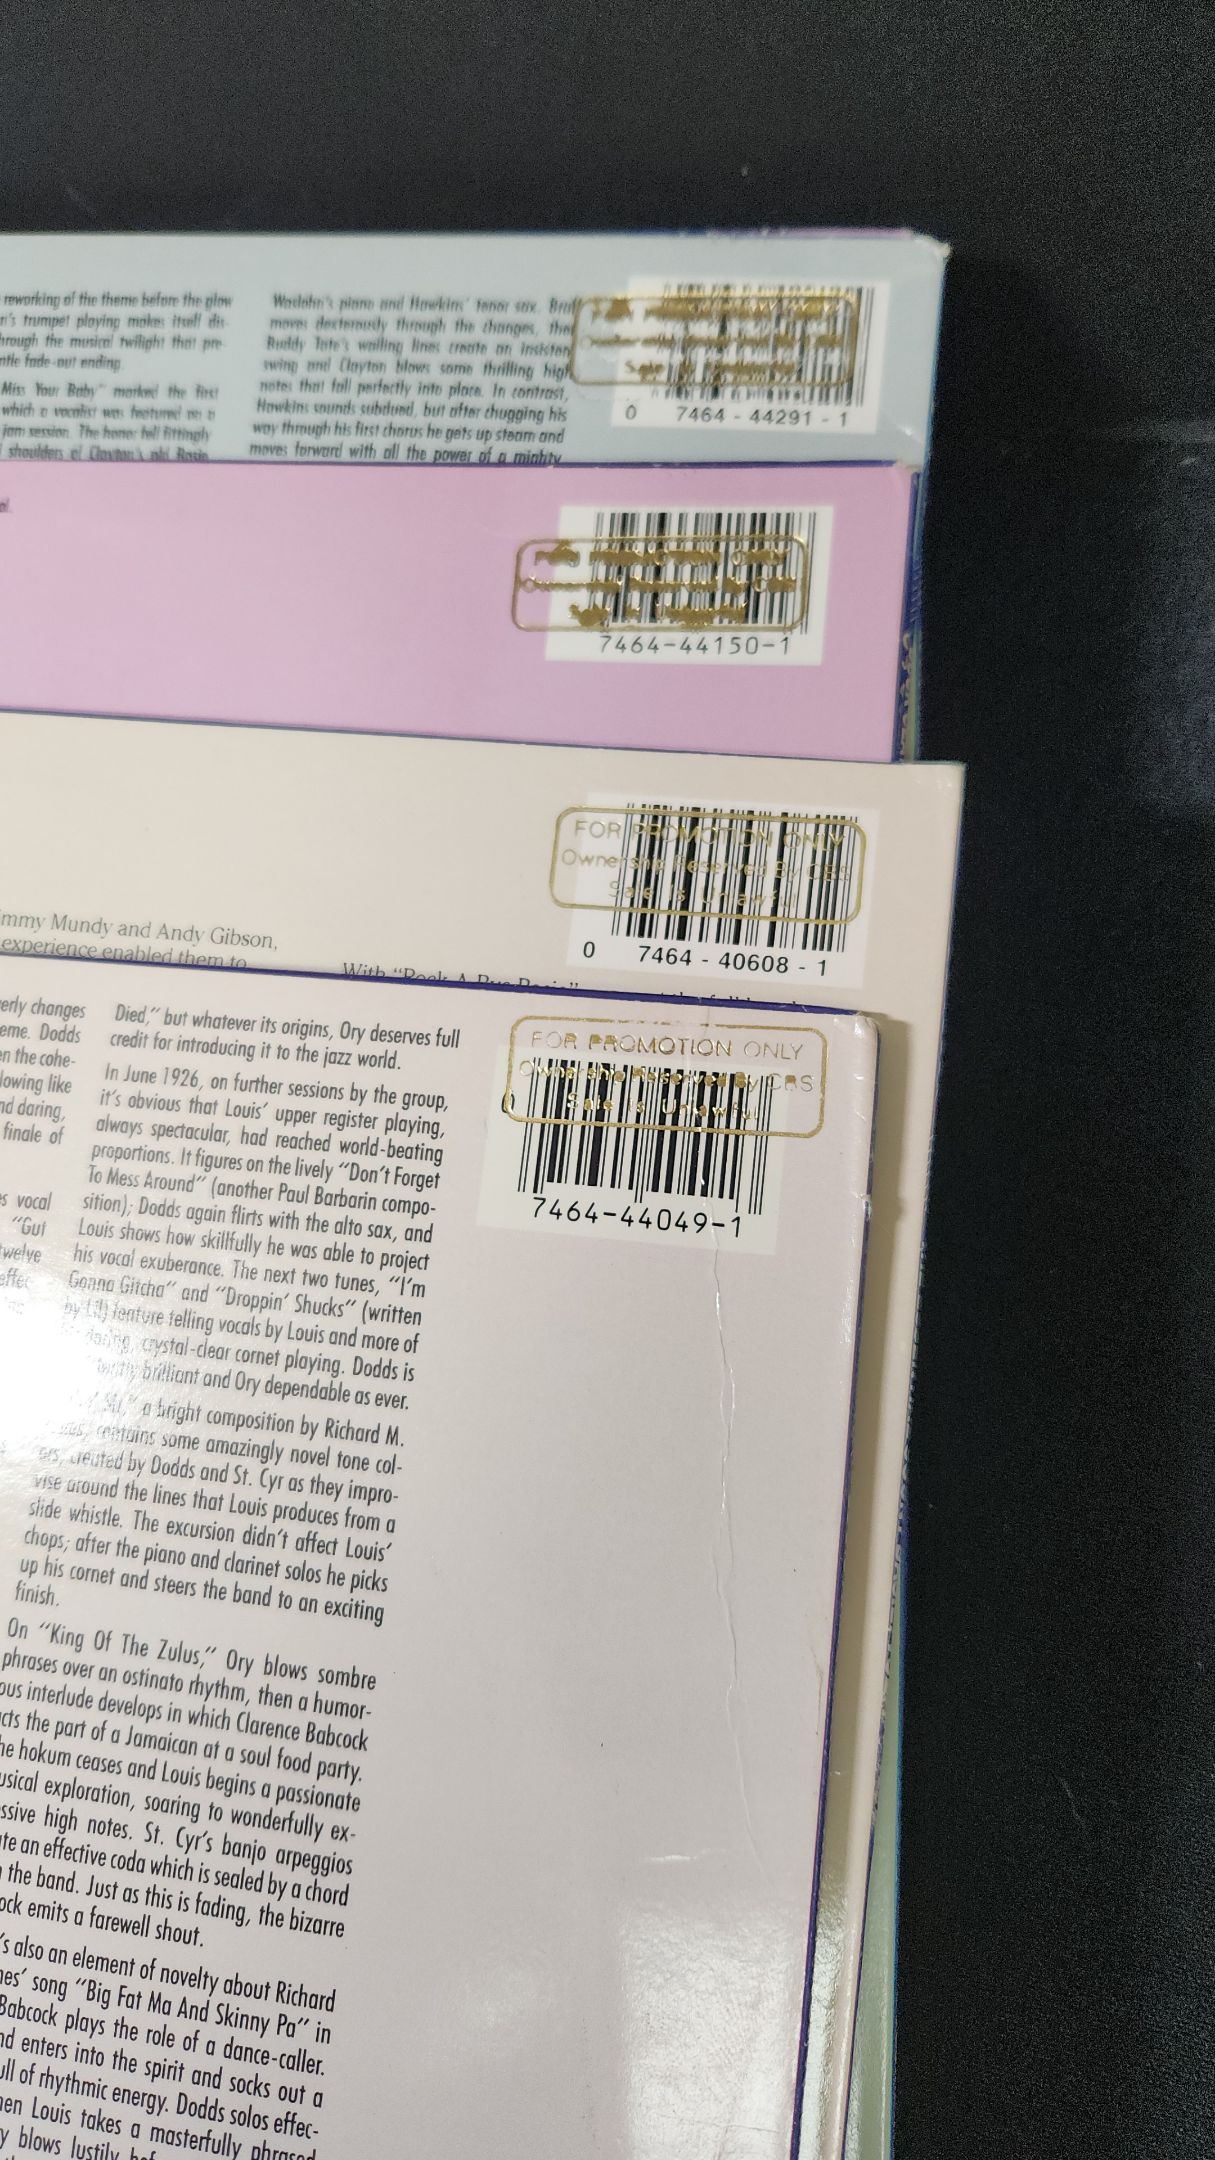 reworking of the theme before the glow
n's trumpet playing makes itself dis-
hrough the musical twilight that pre-
ntle fade-out ending.
Miss Your Baby" marked the first
which a vocalist was featured on a
jam session. The honor fell fittingly
shoulders of Clayton's old Basie
piano and Hawkins' tenor sax.
moves dexterously through the changes,
Buddy Tate's wailing lines create an
swing and Clayton blows some thrilling high
notes that fall perfectly into place. In contrast,
Hawkins sounds subdued, but after chugging his
way through his first chorus he gets up steam and
moves forward with all the power of a mighty
0 7464 - 44291 - 1
al.
7464-44150-1
FOR PROMOTION ONLY
Ownership Reserved By CBS
Sale Is Unlawful
0 7464 - 40608 - 1
immy Mundy and Andy Gibson,
experience enabled them to
With "Rock-A-Bye Basie"
erly changes
eme. Dodds
en the cohe-
lowing like
nd daring,
finale of
s vocal
"Gut
twelve
effec
Died," but whatever its origins, Ory deserves full
credit for introducing it to the jazz world.
In June 1926, on further sessions by the group,
it's obvious that Louis' upper register playing,
always spectacular, had reached world-beating
proportions. It figures on the lively "Don't Forget
To Mess Around" (another Paul Barbarin compo-
sition); Dodds again flirts with the alto sax, and
Louis shows how skillfully he was able to project
his vocal exuberance. The next two tunes, "I'm
Gonna Gitcha" and "Droppin' Shucks" (written
by Lil) feature telling vocals by Louis and more of
crystal-clear cornet playing. Dodds is
brilliant and Ory dependable as ever.
a bright composition by Richard M.
contains some amazingly novel tone col-
ors, created by Dodds and St. Cyr as they impro-
vise around the lines that Louis produces from a
slide whistle. The excursion didn't affect Louis'
chops; after the piano and clarinet solos he picks
up his cornet and steers the band to an exciting
finish.
On "King Of The Zulus," Ory blows sombre
phrases over an ostinato rhythm, then a humor-
ous interlude develops in which Clarence Babcock
acts the part of a Jamaican at a soul food party.
he hokum ceases and Louis begins a passionate
usical exploration, soaring to wonderfully ex-
ssive high notes. St. Cyr's banjo arpeggios
te an effective coda which is sealed by a chord
the band. Just as this is fading, the bizarre
ock emits a farewell shout.
's also an element of novelty about Richard
nes' song "Big Fat Ma And Skinny Pa" in
Babcock plays the role of a dance-caller.
nd enters into the spirit and socks out a
ull of rhythmic energy. Dodds solos effec-
hen Louis takes a masterfully phrased
y blows lustily
FOR PROMOTION ONLY
Ownership Reserved By CBS
Sale Is Unlawful
0
7464-44049-1